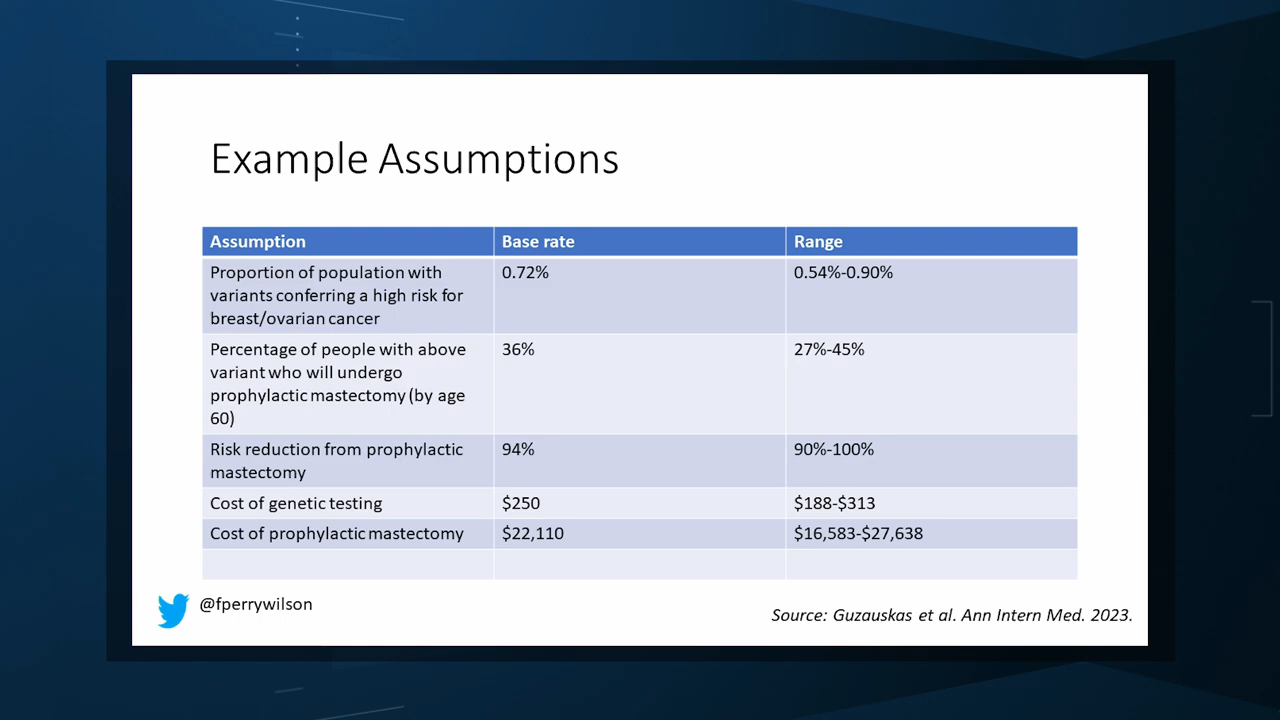 Example Assumptions
Assumption Base rate Range
Proportion of population with 0.72% 0.54%-0.90%
variants conferring a high risk for
breast/ovarian cancer
Percentage of people with above 36% 27%-45%
variant who will undergo
prophylactic mastectomy (by age
60)
Risk reduction from prophylactic 94% 90%-100%
mastectomy
Cost of genetic testing $250 $188-$313
Cost of prophylactic mastectomy $22,110 $16,583-$27,638
@fperrywilson
Source: Guzauskas et al. Ann Intern Med. 2023.